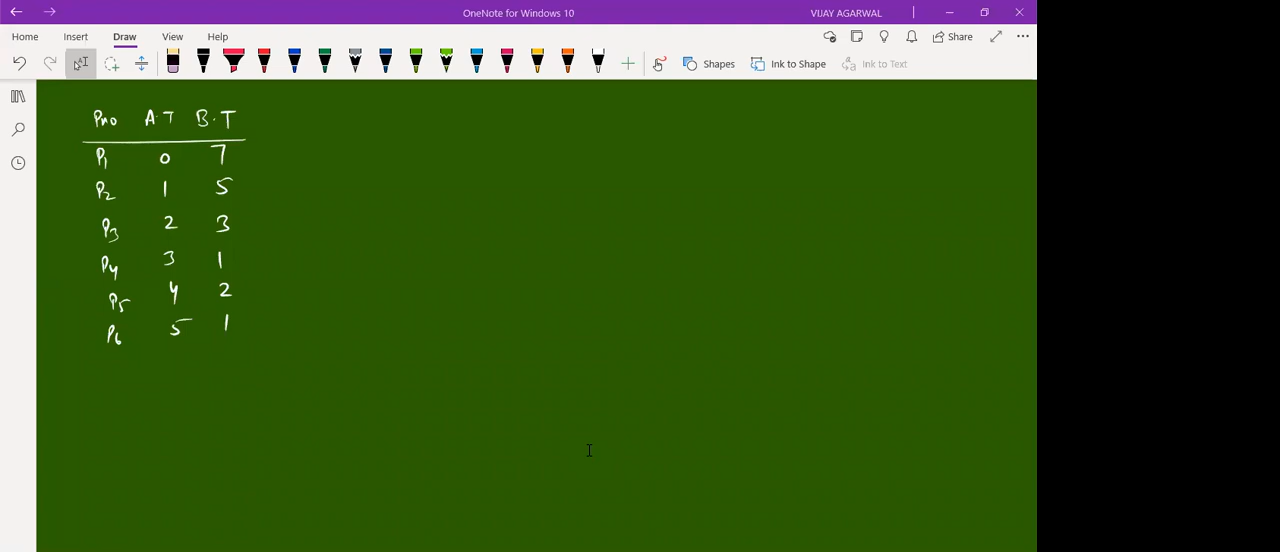 OneNote for Windows 10
VIJAY AGARWAL
Home Insert Draw View Help
Share
Shapes Ink to Shape Ink to Text
Pno A.T B.T
P1 0 7
P2 1 5
P3 2 3
P4 3 1
P5 4 2
P6 5 1